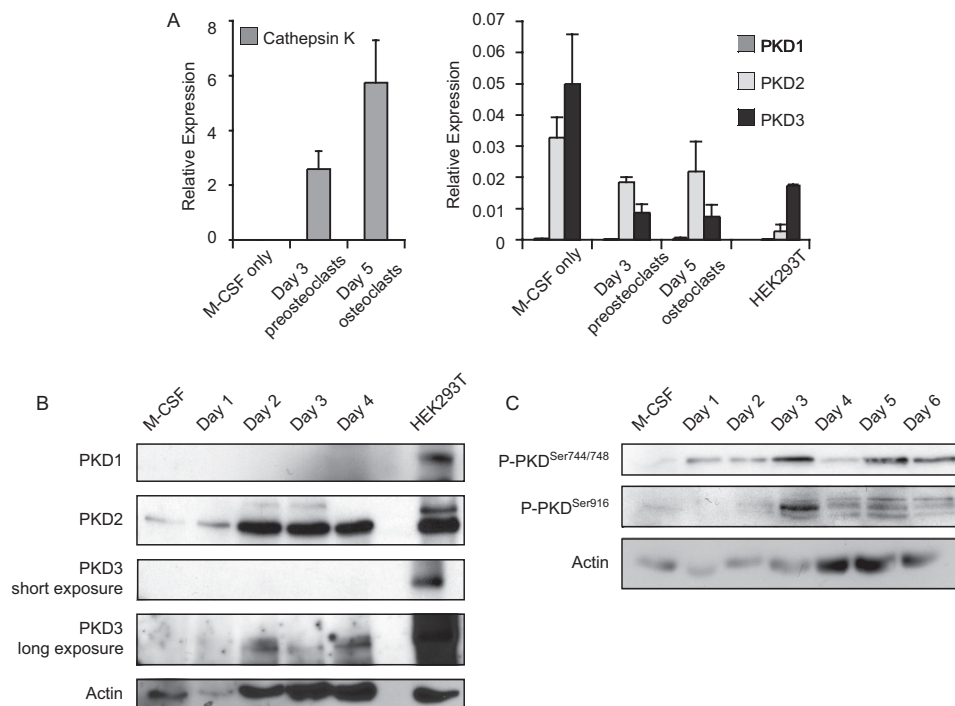 A
Cathepsin K
Relative Expression
8
6
4
2
0
M-CSF only
Day 3
preosteoclasts
Day 5
osteoclasts
Relative Expression
0.07
0.06
0.05
0.04
0.03
0.02
0.01
0
M-CSF only
Day 3
preosteoclasts
Day 5
osteoclasts
HEK293T
PKD1
PKD2
PKD3
B
M-CSF
Day 1
Day 2
Day 3
Day 4
HEK293T
PKD1
PKD2
PKD3
short exposure
PKD3
long exposure
Actin
C
M-CSF
Day 1
Day 2
Day 3
Day 4
Day 5
Day 6
P-PKDSer744/748
P-PKDSer916
Actin